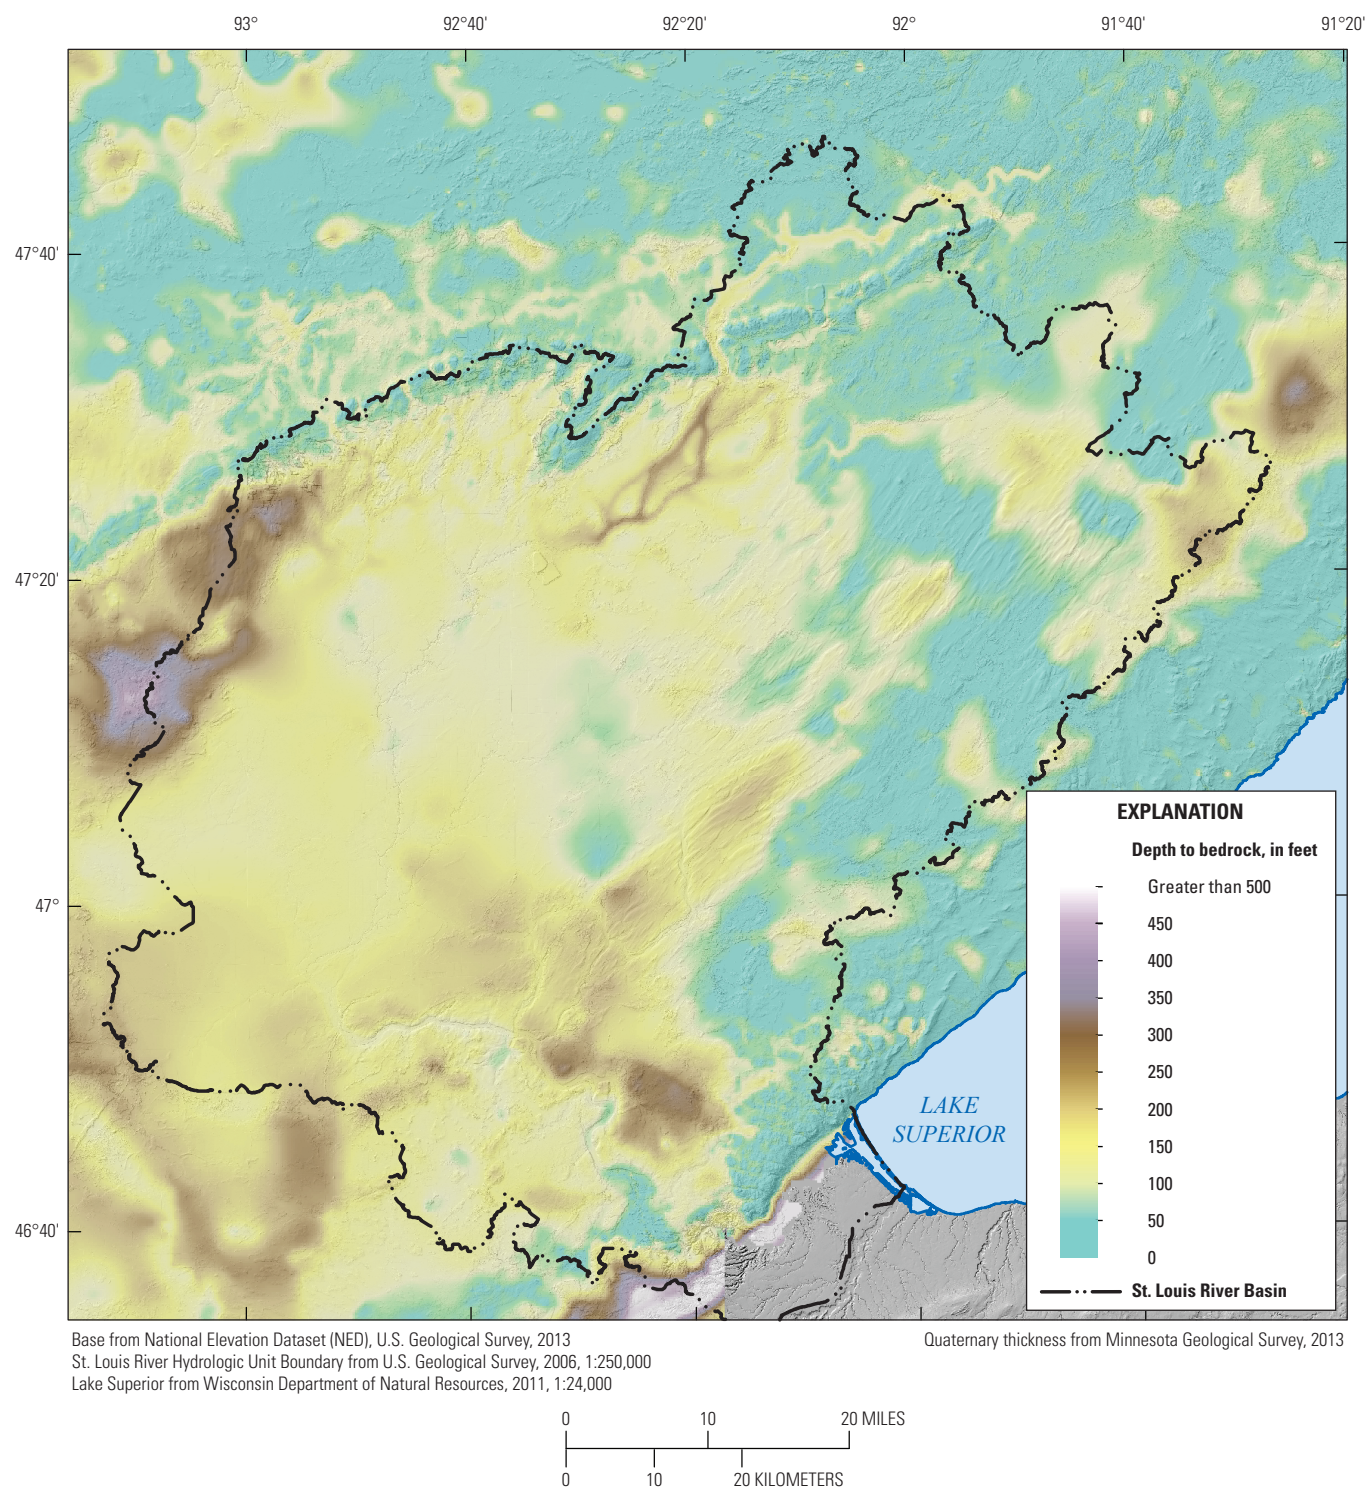 93°
92°40'
92°20'
92°
91°40'
91°20'
47°40'
47°20'
47°
46°40'
LAKE
SUPERIOR
EXPLANATION
Depth to bedrock, in feet
Greater than 500
450
400
350
300
250
200
150
100
50
0
St. Louis River Basin
Base from National Elevation Dataset (NED), U.S. Geological Survey, 2013
St. Louis River Hydrologic Unit Boundary from U.S. Geological Survey, 2006, 1:250,000
Lake Superior from Wisconsin Department of Natural Resources, 2011, 1:24,000
Quaternary thickness from Minnesota Geological Survey, 2013
0 10 20 MILES
0 10 20 KILOMETERS